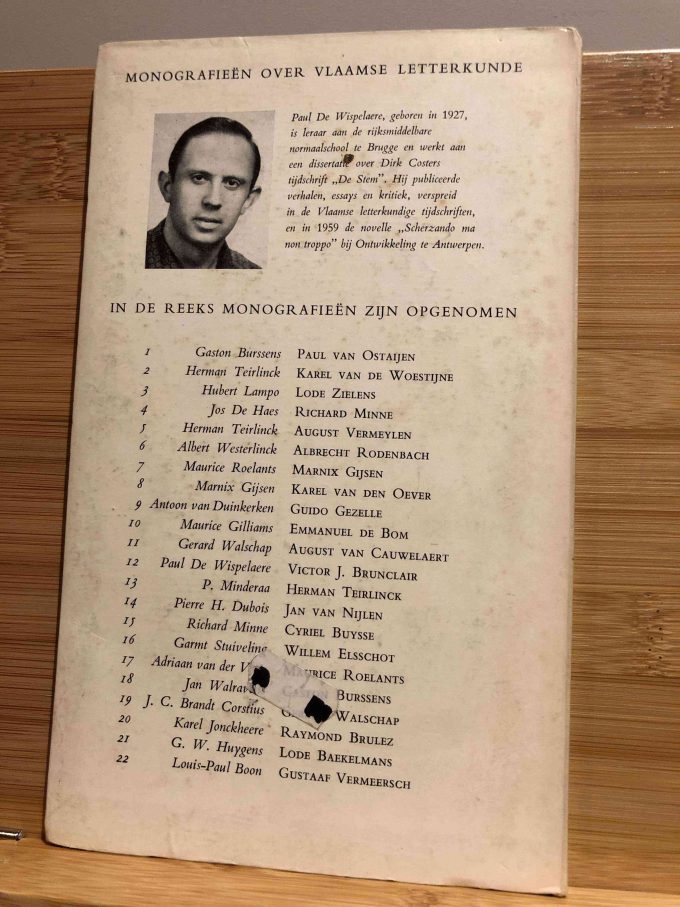 MONOGRAFIEËN OVER VLAAMSE LETTERKUNDE
Paul De Wispelaere, geboren in 1927,
is leraar aan de rijksmiddelbare
normaalschool te Brugge en werkt aan
een dissertatie over Dirk Costers
tijdschrift „De Stem”. Hij publiceerde
verhalen, essays en kritiek, verspreid
in de Vlaamse letterkundige tijdschriften,
en in 1959 de novelle „Scherzando ma
non troppo” bij Ontwikkeling te Antwerpen.
IN DE REEKS MONOGRAFIEËN ZIJN OPGENOMEN
1 Gaston Burssens PAUL VAN OSTAIJEN
2 Herman Teirlinck KAREL VAN DE WOESTIJNE
3 Hubert Lampo LODE ZIELENS
4 Jos De Haes RICHARD MINNE
5 Herman Teirlinck AUGUST VERMEYLEN
6 Albert Westerlinck ALBRECHT RODENBACH
7 Maurice Roelants MARNIX GIJSEN
8 Marnix Gijsen KAREL VAN DEN OEVER
9 Antoon van Duinkerken GUIDO GEZELLE
10 Maurice Gilliams EMMANUEL DE BOM
11 Gerard Walschap AUGUST VAN CAUWELAERT
12 Paul De Wispelaere VICTOR J. BRUNCLAIR
13 P. Minderaa HERMAN TEIRLINCK
14 Pierre H. Dubois JAN VAN NIJLEN
15 Richard Minne CYRIEL BUYSSE
16 Garmt Stuiveling WILLEM ELSSCHOT
17 Adriaan van der MAURICE ROELANTS
18 Jan BURSSENS
19 J. C. Brandt Corstius WALSCHAP
20 Karel Jonckheere RAYMOND BRULEZ
21 G. W. Huygens LODE BAEKELMANS
22 Louis-Paul Boon GUSTAAF VERMEERSCH